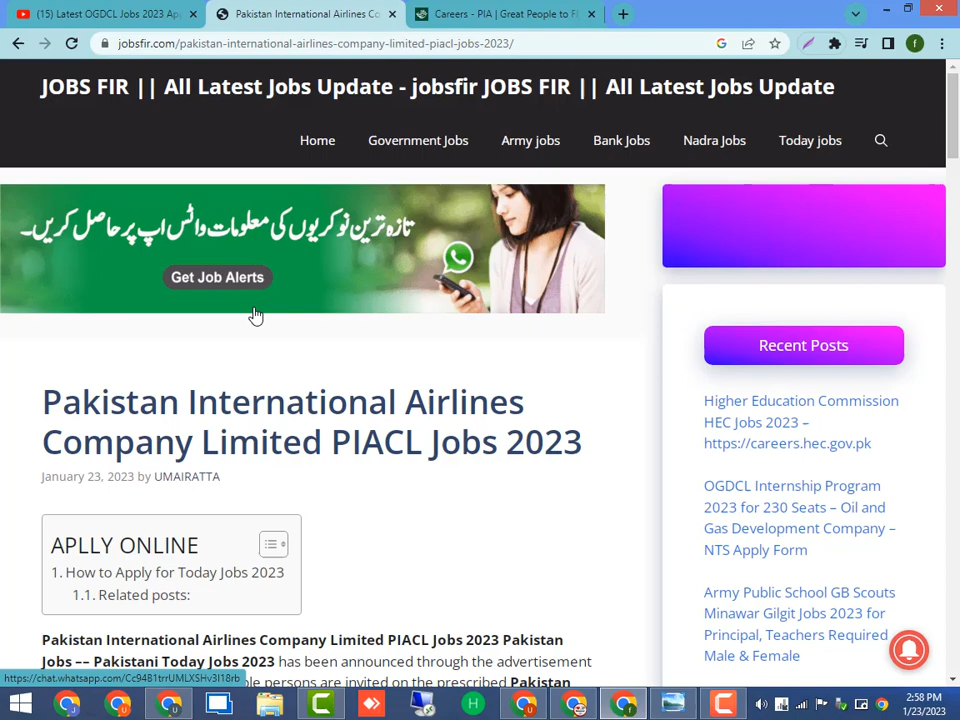 (15) Latest OGDCL Jobs 2023 Ap
Pakistan International Airlines Co
Careers - PIA | Great People to Fl
jobsfir.com/pakistan-international-airlines-company-limited-piacl-jobs-2023/
f
JOBS FIR || All Latest Jobs Update - jobsfir JOBS FIR || All Latest Jobs Update
Home
Government Jobs
Army jobs
Bank Jobs
Nadra Jobs
Today jobs
تازہ ترین نوکریوں کی معلومات واٹس اپ پر حاصل کریں۔
Get Job Alerts
Pakistan International Airlines
Company Limited PIACL Jobs 2023
January 23, 2023 by UMAIRATTA
APLLY ONLINE
1. How to Apply for Today Jobs 2023
1.1. Related posts:
Pakistan International Airlines Company Limited PIACL Jobs 2023 Pakistan
Jobs –– Pakistani Today Jobs 2023 has been announced through the advertisement
ple persons are invited on the prescribed Pakistan
Recent Posts
Higher Education Commission
HEC Jobs 2023 –
https://careers.hec.gov.pk
OGDCL Internship Program
2023 for 230 Seats – Oil and
Gas Development Company –
NTS Apply Form
Army Public School GB Scouts
Minawar Gilgit Jobs 2023 for
Principal, Teachers Required
Male & Female
https://chat.whatsapp.com/Cc94B1trrUMLXSHv3I18rb
H
2:58 PM
1/23/2023